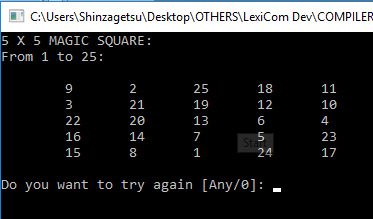 C:\Users\Shinzagetsu\Desktop\OTHERS\LexiCom Dev\COMPILER
5 X 5 MAGIC SQUARE:
From 1 to 25:
9 2 25 18 11
3 21 19 12 10
22 20 13 6 4
16 14 7 5 23
15 8 1 24 17
Do you want to try again [Any/0]: